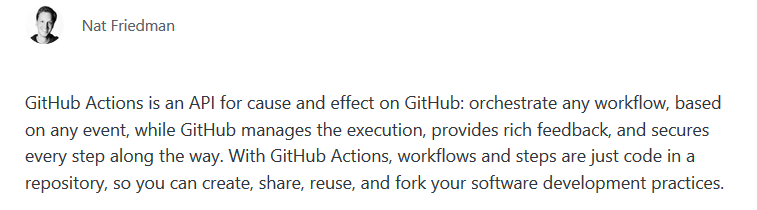 Nat Friedman
GitHub Actions is an API for cause and effect on GitHub: orchestrate any workflow, based
on any event, while GitHub manages the execution, provides rich feedback, and secures
every step along the way. With GitHub Actions, workflows and steps are just code in a
repository, so you can create, share, reuse, and fork your software development practices.